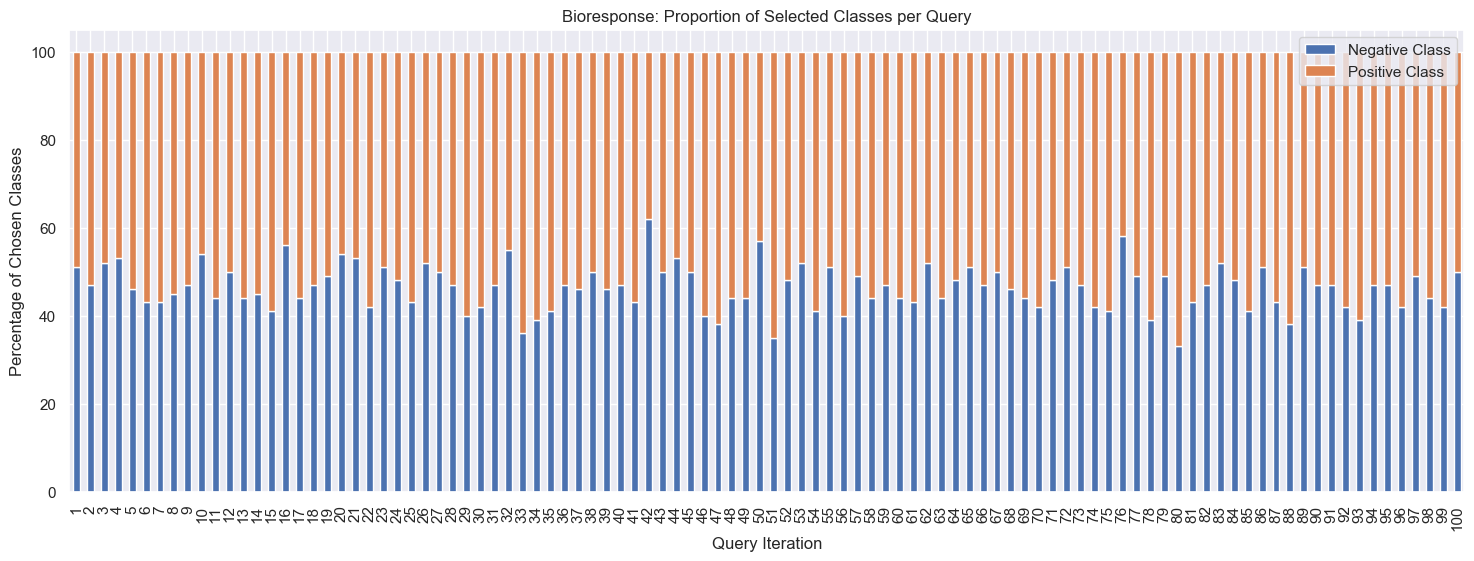 Bioresponse: Proportion of Selected Classes per Query
Negative Class
Positive Class
Percentage of Chosen Classes
100
80
60
40
20
0
1 2 3 4 5 6 7 8 9 10 11 12 13 14 15 16 17 18 19 20 21 22 23 24 25 26 27 28 29 30 31 32 33 34 35 36 37 38 39 40 41 42 43 44 45 46 47 48 49 50 51 52 53 54 55 56 57 58 59 60 61 62 63 64 65 66 67 68 69 70 71 72 73 74 75 76 77 78 79 80 81 82 83 84 85 86 87 88 89 90 91 92 93 94 95 96 97 98 99 100
Query Iteration